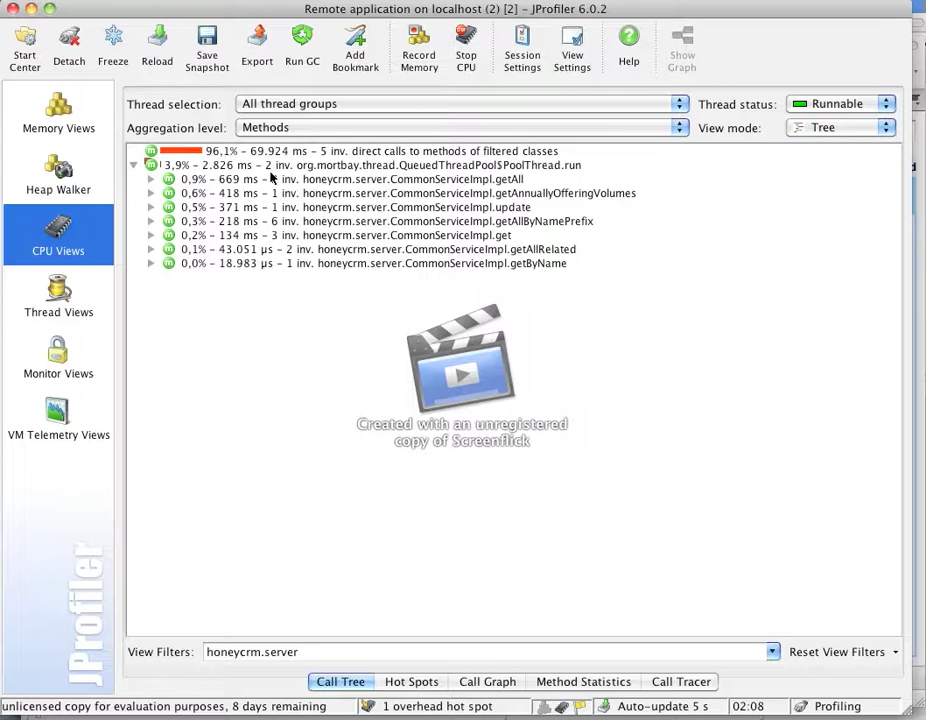 Remote application on localhost (2) [2] – JProfiler 6.0.2
Start Center
Detach
Freeze
Reload
Save Snapshot
Export
Run GC
Add Bookmark
Record Memory
Stop CPU
Session Settings
View Settings
Help
Show Graph
Thread selection: All thread groups Thread status: Runnable
Aggregation level: Methods View mode: Tree
Memory Views
Heap Walker
CPU Views
Thread Views
Monitor Views
VM Telemetry Views
JProfiler
96,1% – 69.924 ms – 5 inv. direct calls to methods of filtered classes
3,9% – 2.826 ms – 2 inv. org.mortbay.thread.QueuedThreadPool$PoolThread.run
0,9% – 669 ms – inv. honeycrm.server.CommonServiceImpl.getAll
0,6% – 418 ms – 1 inv. honeycrm.server.CommonServiceImpl.getAnnuallyOfferingVolumes
0,5% – 371 ms – 1 inv. honeycrm.server.CommonServiceImpl.update
0,3% – 218 ms – 6 inv. honeycrm.server.CommonServiceImpl.getAllByNamePrefix
0,2% – 134 ms – 3 inv. honeycrm.server.CommonServiceImpl.get
0,1% – 43.051 µs – 2 inv. honeycrm.server.CommonServiceImpl.getAllRelated
0,0% – 18.983 µs – 1 inv. honeycrm.server.CommonServiceImpl.getByName
Created with an unregistered
copy of Screenflick
View Filters: honeycrm.server Reset View Filters
Call Tree Hot Spots Call Graph Method Statistics Call Tracer
unlicensed copy for evaluation purposes, 8 days remaining 1 overhead hot spot Auto-update 5 s 02:08 Profiling